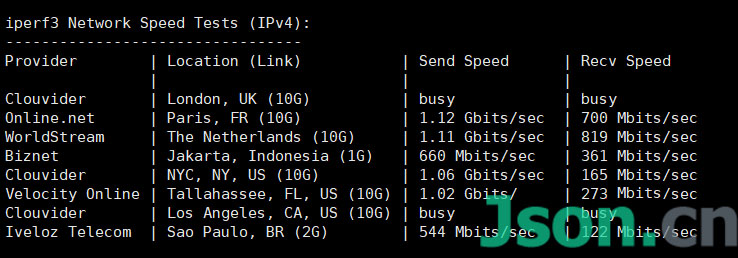 iperf3 Network Speed Tests (IPv4):
---------------------------------
Provider | Location (Link) | Send Speed | Recv Speed
| | |
Clouvider | London, UK (10G) | busy | busy
Online.net | Paris, FR (10G) | 1.12 Gbits/sec | 700 Mbits/sec
WorldStream | The Netherlands (10G) | 1.11 Gbits/sec | 819 Mbits/sec
Biznet | Jakarta, Indonesia (1G) | 660 Mbits/sec | 361 Mbits/sec
Clouvider | NYC, NY, US (10G) | 1.06 Gbits/sec | 165 Mbits/sec
Velocity Online | Tallahassee, FL, US (10G) | 1.02 Gbits/ | 273 Mbits/sec
Clouvider | Los Angeles, CA, US (10G) | busy | busy
Iveloz Telecom | Sao Paulo, BR (2G) | 544 Mbits/sec | 122 Mbits/sec
Json.cn